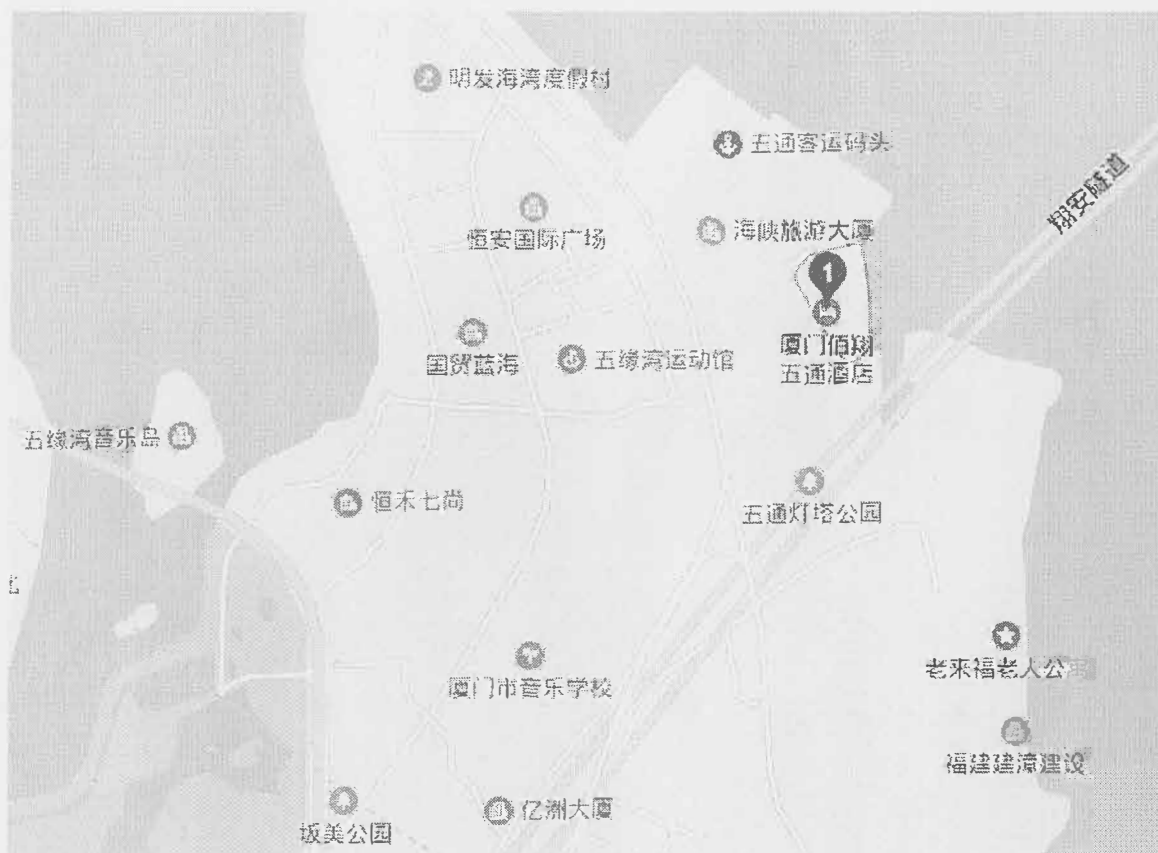 明发海湾度假村
五通客运码头
翔安隧道
恒安国际广场
海峡旅游大厦
1
厦门佰翔
五通酒店
国贸蓝海
五缘湾运动馆
五缘湾音乐岛
恒禾七尚
五通灯塔公园
厦门市音乐学校
老来福老人公寓
福建建漳建设
亿洲大厦
坂美公园